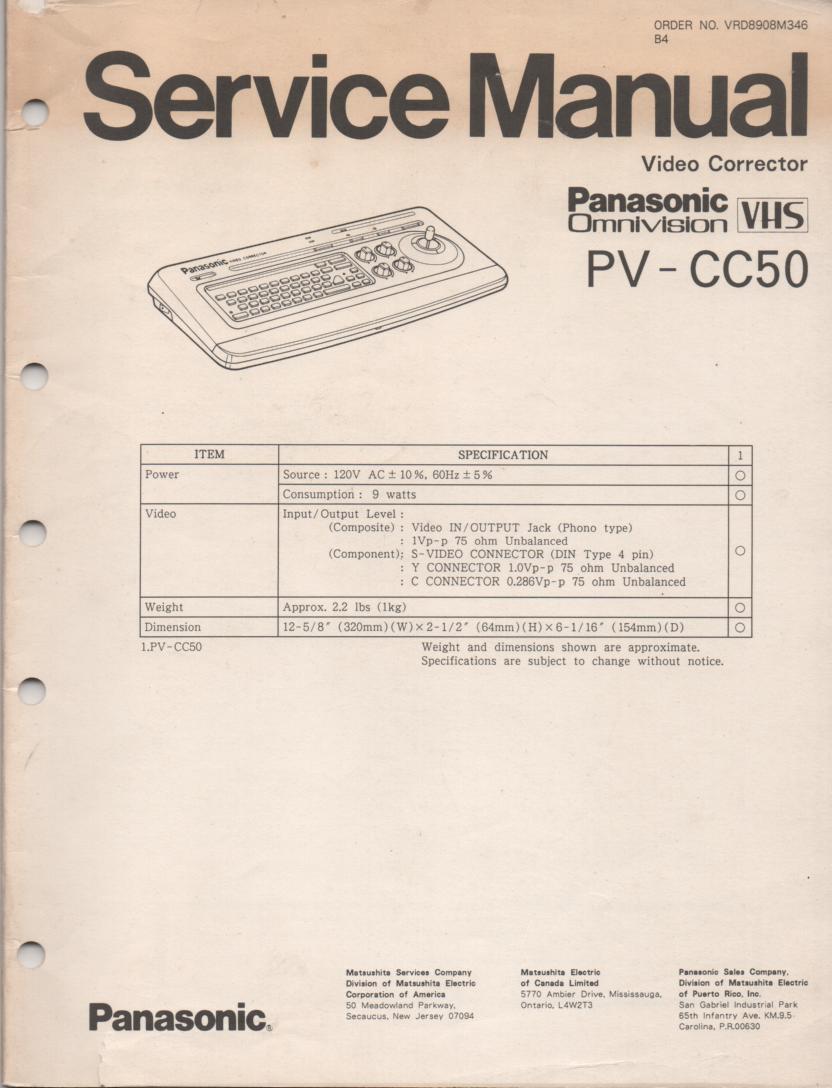 ORDER NO. VRD8908M346
B4
Service Manual
Video Corrector
Panasonic
Omnivision VHS
PV-CC50
Panasonic VIDEO CORRECTOR
ITEM SPECIFICATION 1
Power Source : 120V AC ± 10%, 60Hz ± 5% ○
Consumption : 9 watts ○
Video Input/Output Level :
(Composite) : Video IN/OUTPUT Jack (Phono type)
: 1Vp-p 75 ohm Unbalanced
(Component); S-VIDEO CONNECTOR (DIN Type 4 pin) ○
: Y CONNECTOR 1.0Vp-p 75 ohm Unbalanced
: C CONNECTOR 0.286Vp-p 75 ohm Unbalanced
Weight Approx. 2.2 lbs (1kg) ○
Dimension 12-5/8″ (320mm)(W)×2-1/2″ (64mm)(H)×6-1/16″ (154mm)(D) ○
1.PV-CC50 Weight and dimensions shown are approximate.
Specifications are subject to change without notice.
Panasonic®
Matsushita Services Company
Division of Matsushita Electric
Corporation of America
50 Meadowland Parkway,
Secaucus, New Jersey 07094
Matsushita Electric
of Canada Limited
5770 Ambier Drive, Mississauga,
Ontario, L4W2T3
Panasonic Sales Company,
Division of Matsushita Electric
of Puerto Rico, Inc.
San Gabriel Industrial Park
65th Infantry Ave. KM.9.5
Carolina, P.R.00630